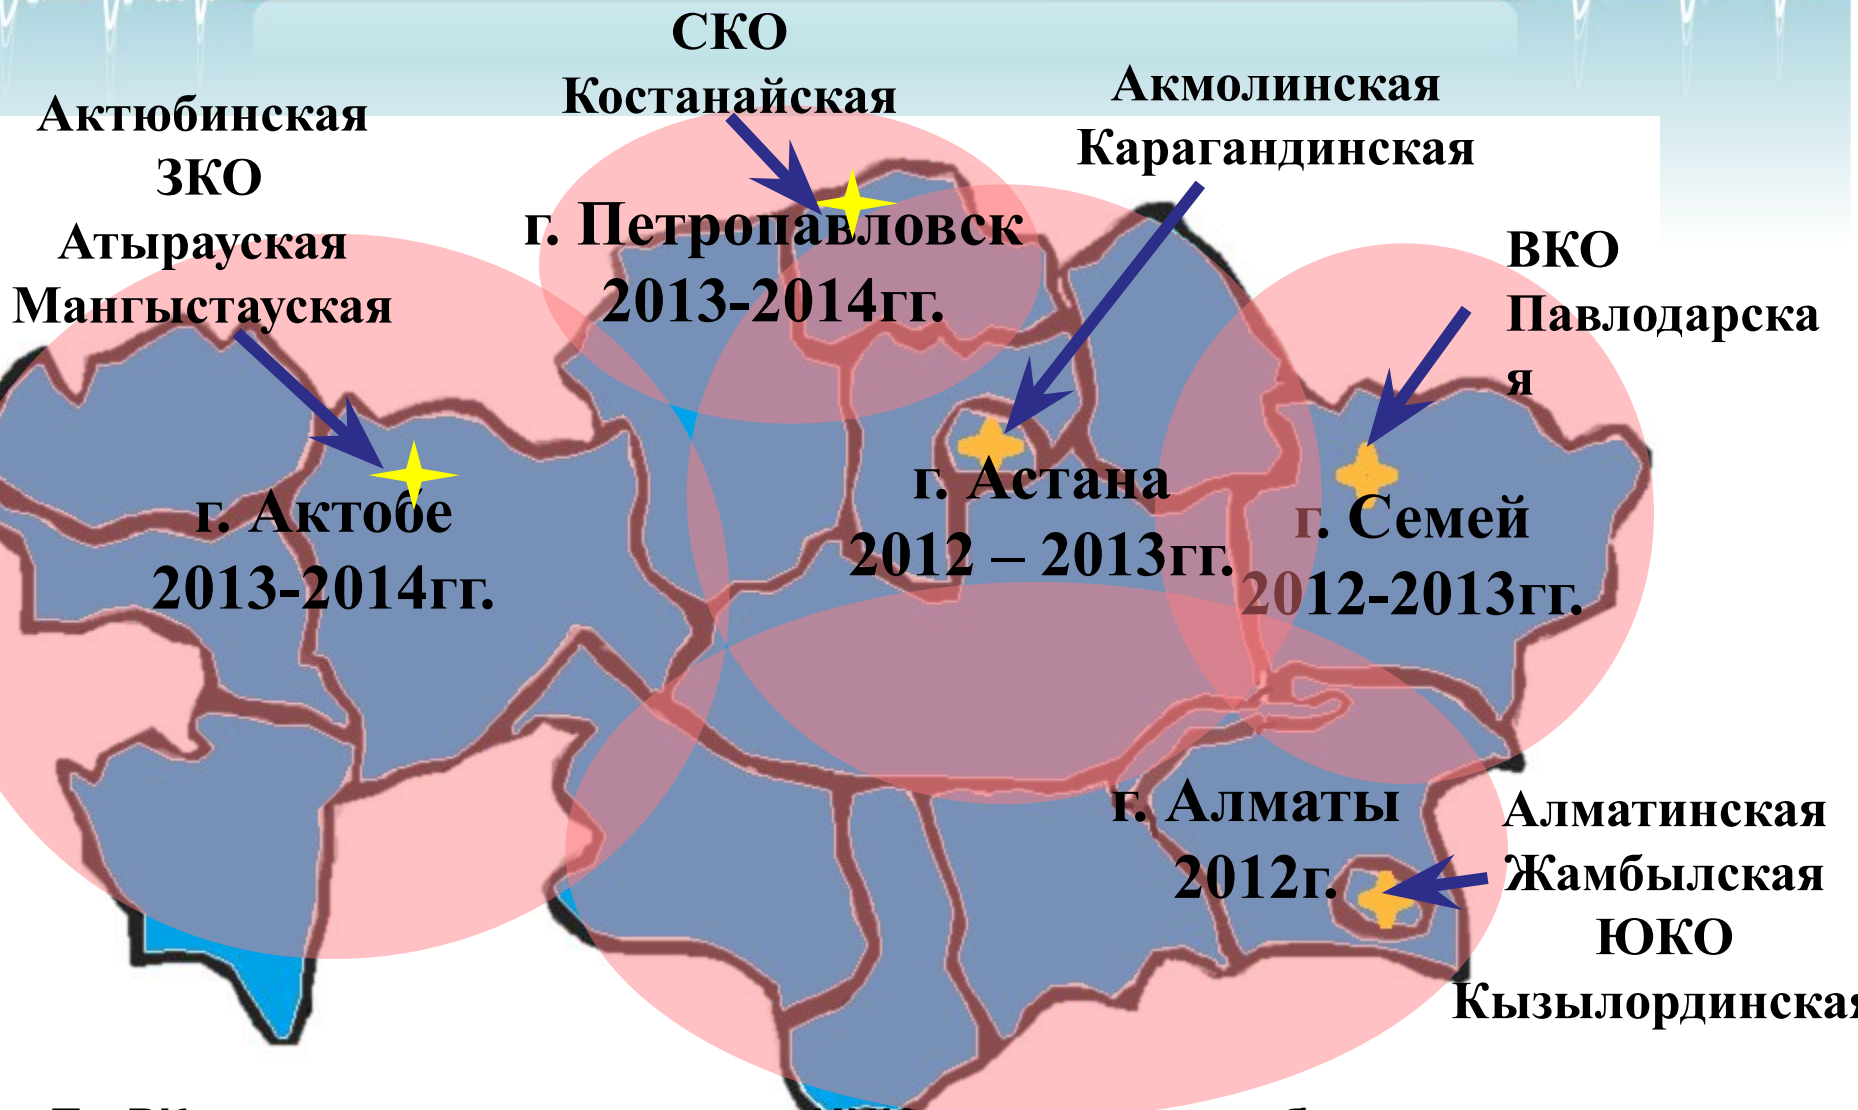 СКО
Костанайская
Акмолинская
Карагандинская
Актюбинская
ЗКО
Атырауская
Мангыстауская
ВКО
Павлодарска
я
г. Петропавловск
2013-2014гг.
г. Актобе
2013-2014гг.
г. Астана
2012 – 2013гг.
г. Семей
2012-2013гг.
г. Алматы
2012г.
Алматинская
Жамбылская
ЮКО
Кызылординская